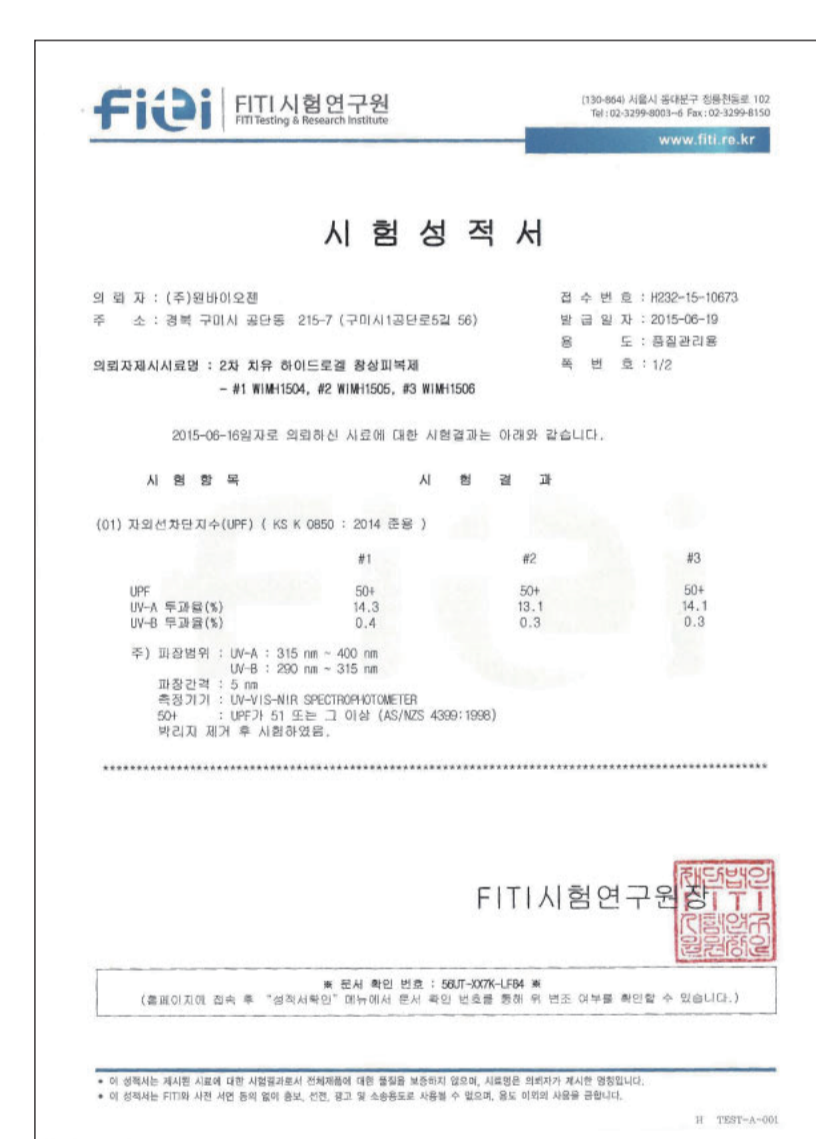 FiTi
FITI 시험연구원
FITI Testing & Research Institute
(130-864) 서울시 동대문구 정릉천동로 102
Tel : 02-3299-8003~6 Fax : 02-3299-8150
www.fiti.re.kr
시 험 성 적 서
의 뢰 자 : (주)원바이오젠
주 소 : 경북 구미시 공단동 215-7 (구미시1공단로5길 56)
의뢰자제시시료명 : 2차 치유 하이드로겔 창상피복제
- #1 WIMH1504, #2 WIMH1505, #3 WIMH1506
접 수 번 호 : H232-15-10673
발 급 일 자 : 2015-06-19
용 도 : 품질관리용
쪽 번 호 : 1/2
2015-06-16일자로 의뢰하신 시료에 대한 시험결과는 아래와 같습니다.
시 험 항 목 시 험 결 과
(01) 자외선차단지수(UPF) ( KS K 0850 : 2014 준용 )
#1 #2 #3
UPF 50+ 50+ 50+
UV-A 투과율(%) 14.3 13.1 14.1
UV-B 투과율(%) 0.4 0.3 0.3
주) 파장범위 : UV-A : 315 nm ~ 400 nm
UV-B : 290 nm ~ 315 nm
파장간격 : 5 nm
측정기기 : UV-VIS-NIR SPECTROPHOTOMETER
50+ : UPF가 51 또는 그 이상 (AS/NZS 4399:1998)
박리지 제거 후 시험하였음.
FITI시험연구원장
재단법인
FITI
시험연구
원원장인
※ 문서 확인 번호 : 56UT-XX7K-LF84 ※
(홈페이지에 접속 후 "성적서확인" 메뉴에서 문서 확인 번호를 통해 위 변조 여부를 확인할 수 있습니다.)
* 이 성적서는 제시된 시료에 대한 시험결과로서 전체제품에 대한 품질을 보증하지 않으며, 시료명은 의뢰자가 제시한 명칭입니다.
* 이 성적서는 FITI와 사전 서면 동의 없이 홍보, 선전, 광고 및 소송용도로 사용될 수 없으며, 용도 이외의 사용을 금합니다.
H TEST-A-001